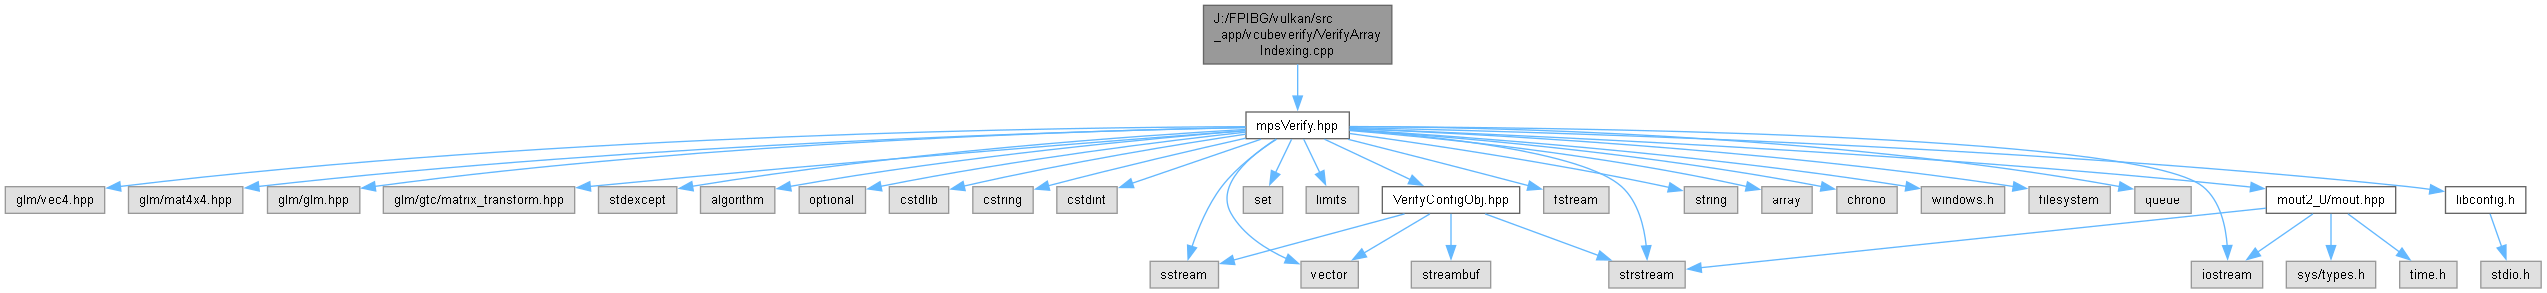 J:/FPIBG/vulkan/src
_app/vcubeverify/VerifyArray
Indexing.cpp
mpsVerify.hpp
glm/vec4.hpp
glm/mat4x4.hpp
glm/glm.hpp
glm/gtc/matrix_transform.hpp
stdexcept
algorithm
optional
cstdlib
cstring
cstdint
set
limits
VerifyConfigObj.hpp
fstream
string
array
chrono
windows.h
filesystem
queue
mout2_0/mout.hpp
libconfig.h
sstream
vector
streambuf
strstream
iostream
sys/types.h
time.h
stdio.h